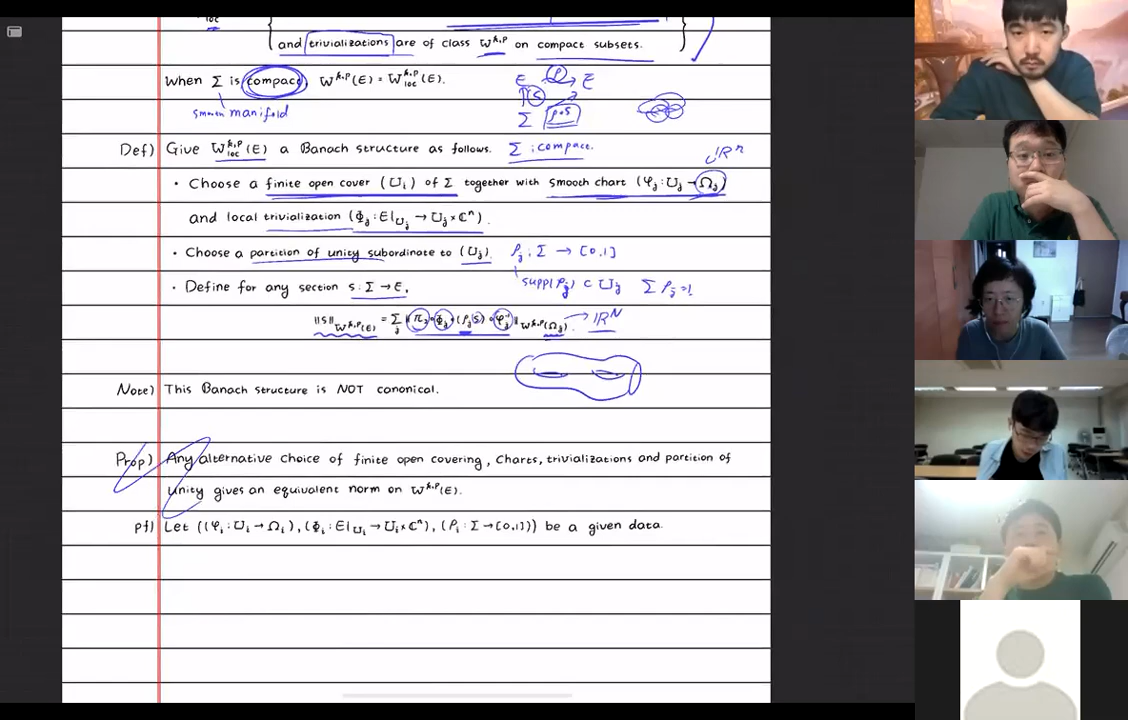 loc
and trivializations are of class W^{k,p} on compact subsets.
When Σ is compact, W^{k,p}(E) = W^{k,p}_{loc}(E).
E φ → E
s
Σ φ∘s
smooth manifold
Def) Give W^{k,p}_{loc}(E) a Banach structure as follows. Σ : compact.
ℝⁿ
• Choose a finite open cover (U_i) of Σ together with smooth chart (φ_j : U_j → Ω_j)
and local trivialization (Φ_j : E|_{U_j} → U_j × ℂⁿ).
• Choose a partition of unity subordinate to (U_j). ρ_j : Σ → [0,1]
supp(ρ_j) ⊂ U_j Σ ρ_j = 1
• Define for any section s : Σ → E,
‖s‖_{W^{k,p}(E)} = Σ_j ‖π_2 ∘ Φ_j ∘ (ρ_j s) ∘ φ_j^{-1}‖_{W^{k,p}(Ω_j)} → ℝ^N
Note) This Banach structure is NOT canonical.
Prop) Any alternative choice of finite open covering, charts, trivializations and partition of
unity gives an equivalent norm on W^{k,p}(E).
pf) Let ((φ_i : U_i → Ω_i), (Φ_i : E|_{U_i} → U_i × ℂⁿ), (ρ_i : Σ → [0,1])) be a given data.